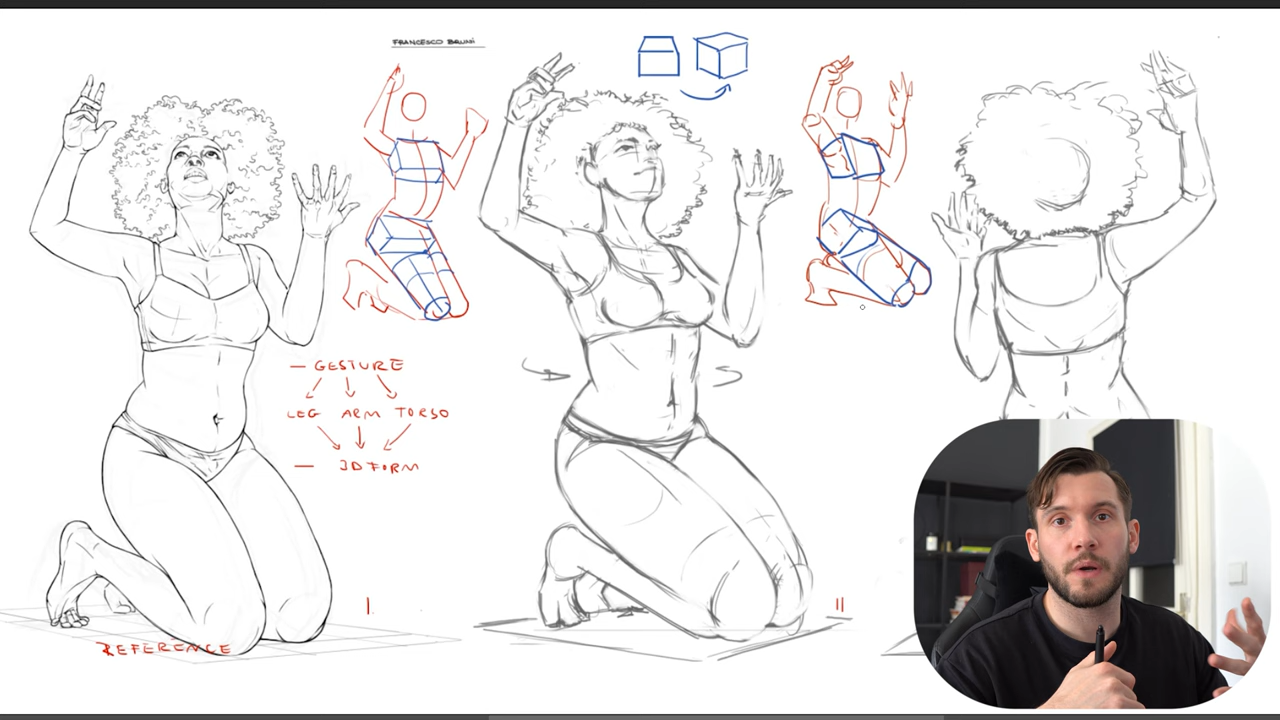 FRANCESCO BRUNI
— GESTURE
LEG ARM TORSO
— 3D FORM
I
II
REFERENCE